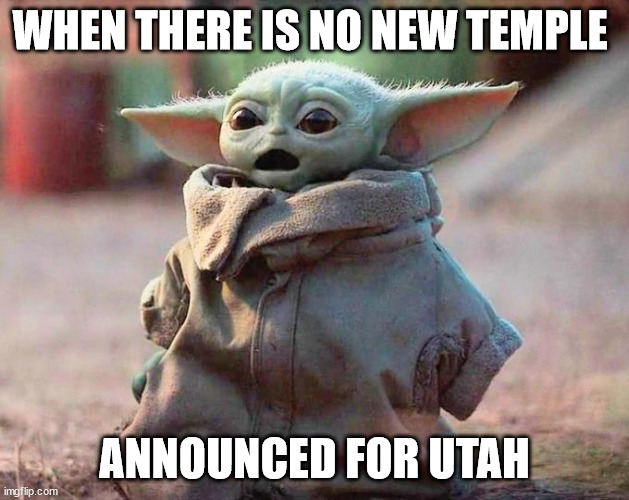 WHEN THERE IS NO NEW TEMPLE
ANNOUNCED FOR UTAH
imgflip.com